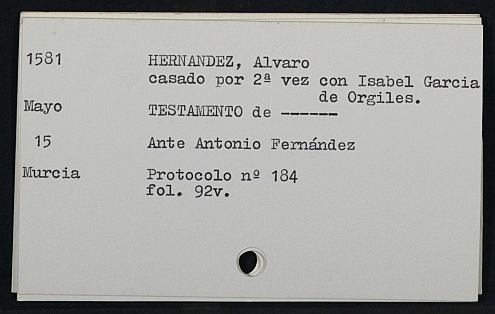 1581 HERNANDEZ, Alvaro
casado por 2ª vez con Isabel Garcia
de Orgiles.
Mayo TESTAMENTO de ------
15 Ante Antonio Fernández
Murcia Protocolo nº 184
fol. 92v.